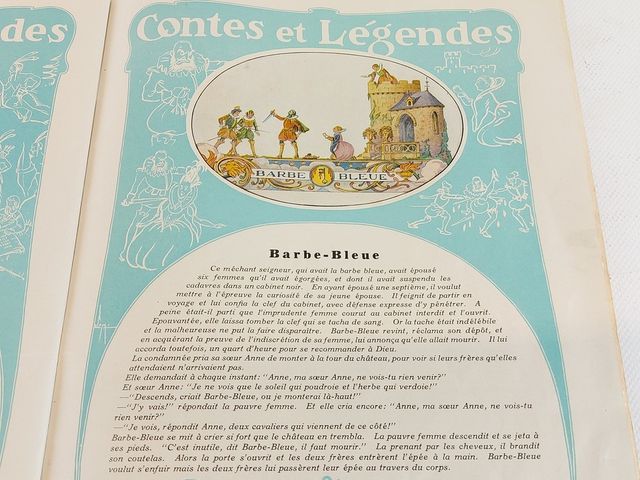 des
Contes et Légendes
BARBE BLEUE
Barbe-Bleue
Ce méchant seigneur, qui avait la barbe bleue, avait épousé
six femmes qu'il avait égorgées, et dont il avait suspendu les
cadavres dans un cabinet noir. En ayant épousé une septième, il voulut
mettre à l'épreuve la curiosité de sa jeune épouse. Il feignit de partir en
voyage et lui confia la clef du cabinet, avec défense expresse d'y pénétrer. A
peine était-il parti que l'imprudente femme courut au cabinet interdit et l'ouvrit.
Epouvantée, elle laissa tomber la clef qui se tacha de sang. Or la tache était indélébile
et la malheureuse ne put la faire disparaître. Barbe-Bleue revint, réclama son dépôt, et
en acquérant la preuve de l'indiscrétion de sa femme, lui annonça qu'elle allait mourir. Il lui
accorda toutefois, un quart d'heure pour se recommander à Dieu.
La condamnée pria sa sœur Anne de monter à la tour du château, pour voir si leurs frères qu'elles
attendaient n'arrivaient pas.
Elle demandait à chaque instant: "Anne, ma sœur Anne, ne vois-tu rien venir?"
Et sœur Anne: "Je ne vois que le soleil qui poudroie et l'herbe qui verdoie!"
—"Descends, criait Barbe-Bleue, ou je monterai là-haut!"
—"J'y vais!" répondait la pauvre femme. Et elle cria encore: "Anne, ma sœur Anne, ne vois-tu
rien venir?"
—"Je vois, répondit Anne, deux cavaliers qui viennent de ce côté!"
Barbe-Bleue se mit à crier si fort que le château en trembla. La pauvre femme descendit et se jeta à
ses pieds. "C'est inutile, dit Barbe-Bleue, il faut mourir." La prenant par les cheveux, il brandit
son coutelas. Alors la porte s'ouvrit et les deux frères entrèrent l'épée à la main. Barbe-Bleue
voulut s'enfuir mais les deux frères lui passèrent leur épée au travers du corps.